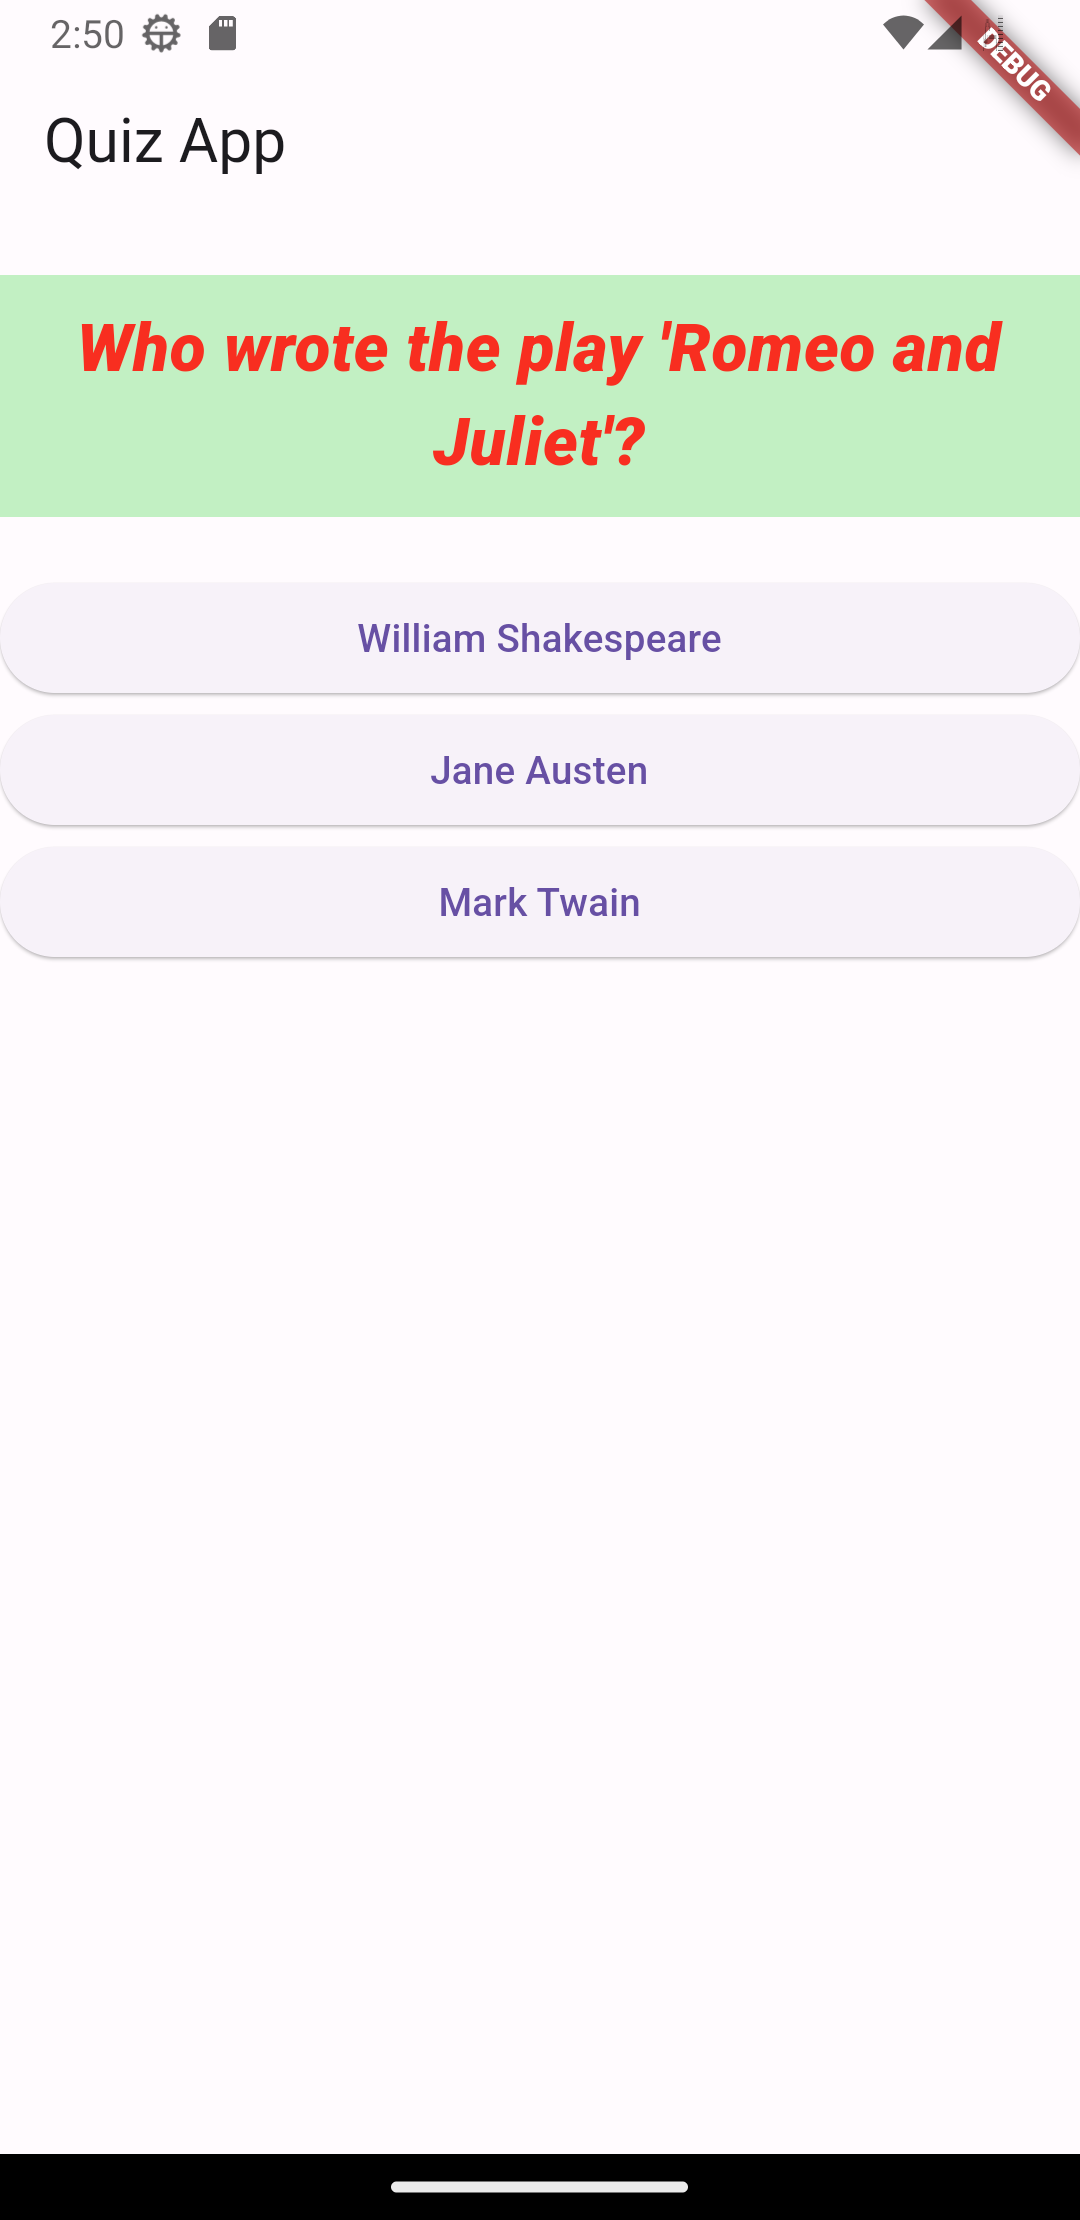 2:50
DEBUG
Quiz App
Who wrote the play 'Romeo and
Juliet'?
William Shakespeare
Jane Austen
Mark Twain